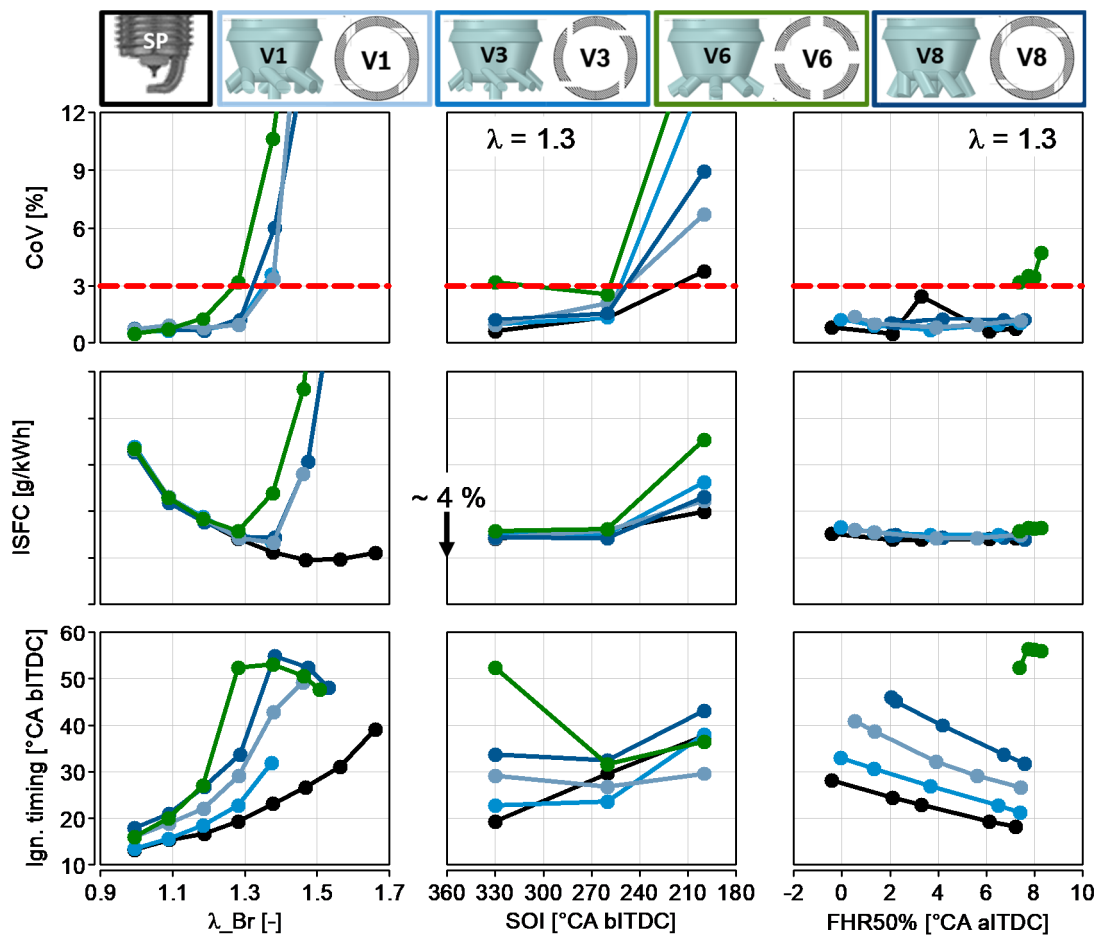 SP V1 V1 V3 V3 V6 V6 V8 V8
CoV [%]
12
9
6
3
0
λ = 1.3
λ = 1.3
ISFC [g/kWh]
~ 4 %
Ign. timing [°CA bITDC]
60
50
40
30
20
10
0.9 1.1 1.3 1.5 1.7
360 330 300 270 240 210 180
-2 0 2 4 6 8 10
λ_Br [-]
SOI [°CA bITDC]
FHR50% [°CA aITDC]